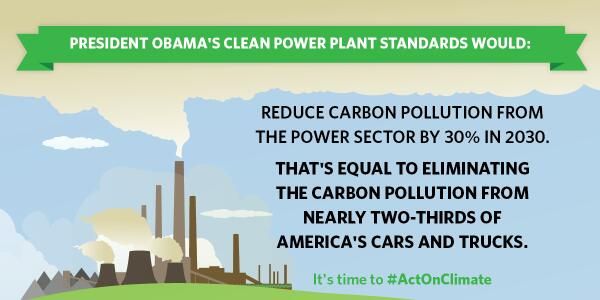 PRESIDENT OBAMA'S CLEAN POWER PLANT STANDARDS WOULD:
REDUCE CARBON POLLUTION FROM
THE POWER SECTOR BY 30% IN 2030.
THAT'S EQUAL TO ELIMINATING
THE CARBON POLLUTION FROM
NEARLY TWO-THIRDS OF
AMERICA'S CARS AND TRUCKS.
It's time to #ActOnClimate